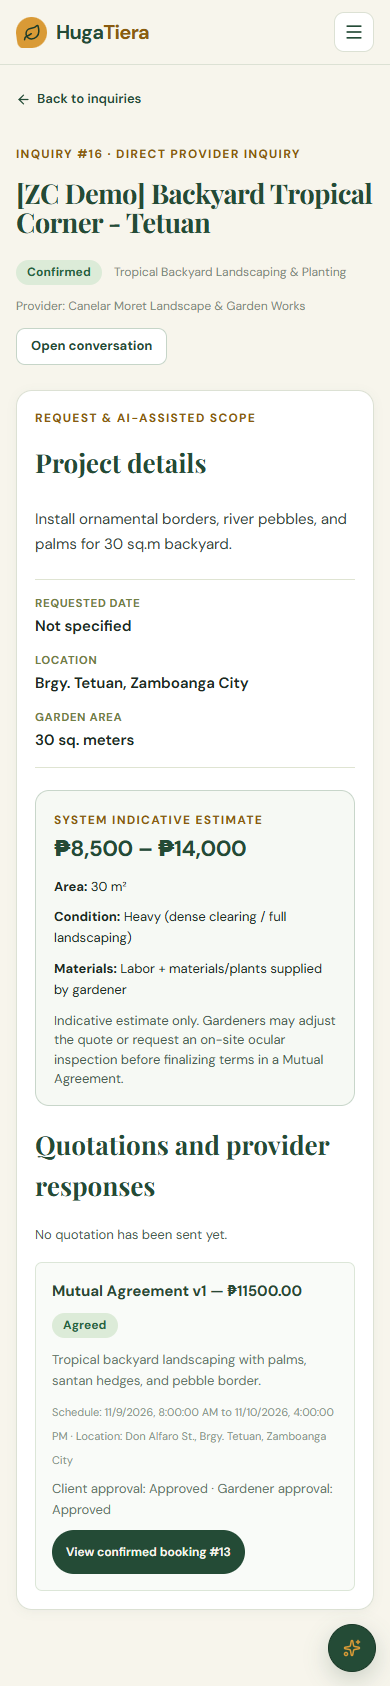 HugaTiera
← Back to inquiries
INQUIRY #16 · DIRECT PROVIDER INQUIRY
[ZC Demo] Backyard Tropical
Corner - Tetuan
Confirmed Tropical Backyard Landscaping & Planting
Provider: Canelar Moret Landscape & Garden Works
Open conversation
REQUEST & AI-ASSISTED SCOPE
Project details
Install ornamental borders, river pebbles, and
palms for 30 sq.m backyard.
REQUESTED DATE
Not specified
LOCATION
Brgy. Tetuan, Zamboanga City
GARDEN AREA
30 sq. meters
SYSTEM INDICATIVE ESTIMATE
₱8,500 – ₱14,000
Area: 30 m²
Condition: Heavy (dense clearing / full
landscaping)
Materials: Labor + materials/plants supplied
by gardener
Indicative estimate only. Gardeners may adjust
the quote or request an on-site ocular
inspection before finalizing terms in a Mutual
Agreement.
Quotations and provider
responses
No quotation has been sent yet.
Mutual Agreement v1 — ₱11500.00
Agreed
Tropical backyard landscaping with palms,
santan hedges, and pebble border.
Schedule: 11/9/2026, 8:00:00 AM to 11/10/2026, 4:00:00
PM · Location: Don Alfaro St., Brgy. Tetuan, Zamboanga
City
Client approval: Approved · Gardener approval:
Approved
View confirmed booking #13